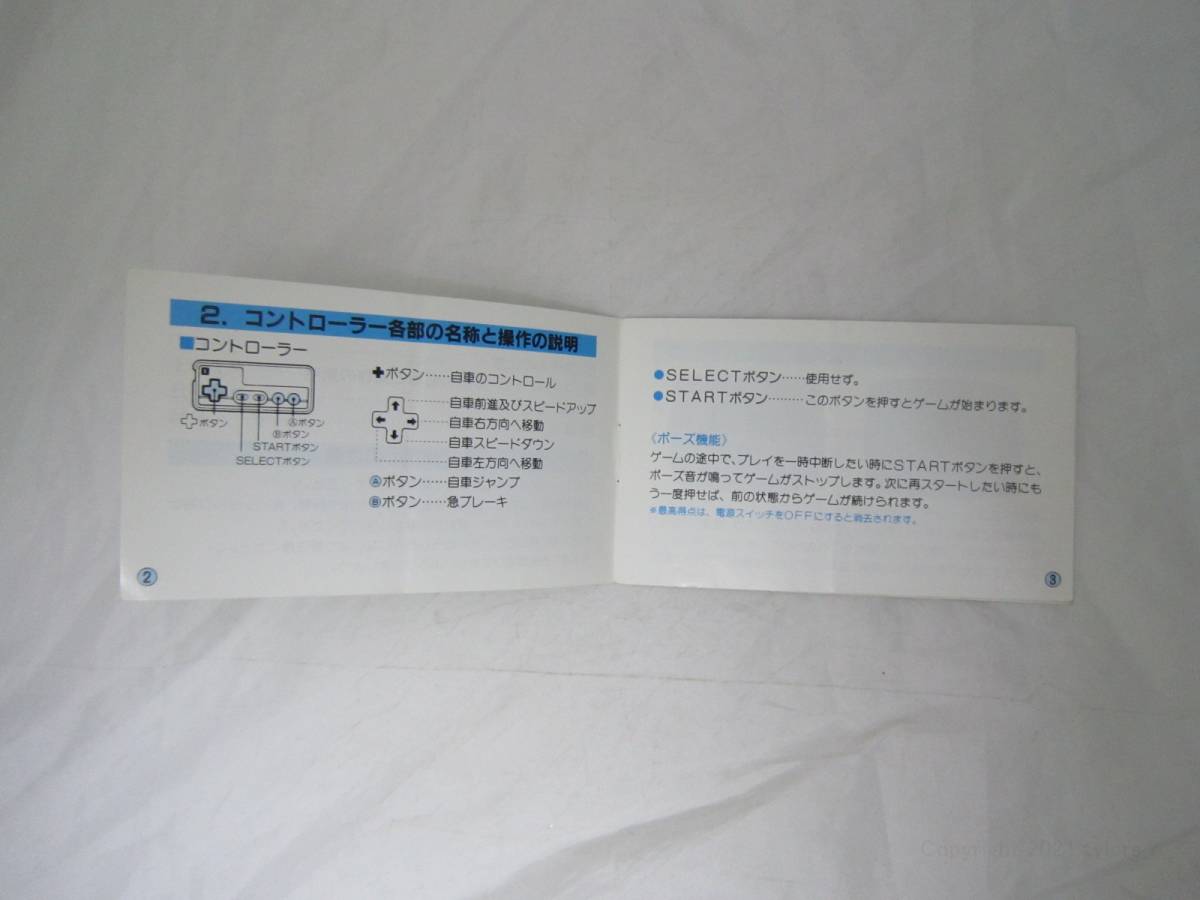 2. コントローラー各部の名称と操作の説明
■コントローラー
1
✚ボタン
Ⓐボタン
Ⓑボタン
STARTボタン
SELECTボタン
✚ボタン……自車のコントロール
自車前進及びスピードアップ
自車右方向へ移動
自車スピードダウン
自車左方向へ移動
Ⓐボタン……自車ジャンプ
Ⓑボタン……急ブレーキ
2
●SELECTボタン……使用せず。
●STARTボタン………このボタンを押すとゲームが始まります。
〈ポーズ機能〉
ゲームの途中で、プレイを一時中断したい時にSTARTボタンを押すと、
ポーズ音が鳴ってゲームがストップします。次に再スタートしたい時にも
う一度押せば、前の状態からゲームが続けられます。
※最高得点は、電源スイッチをOFFにすると消去されます。
3